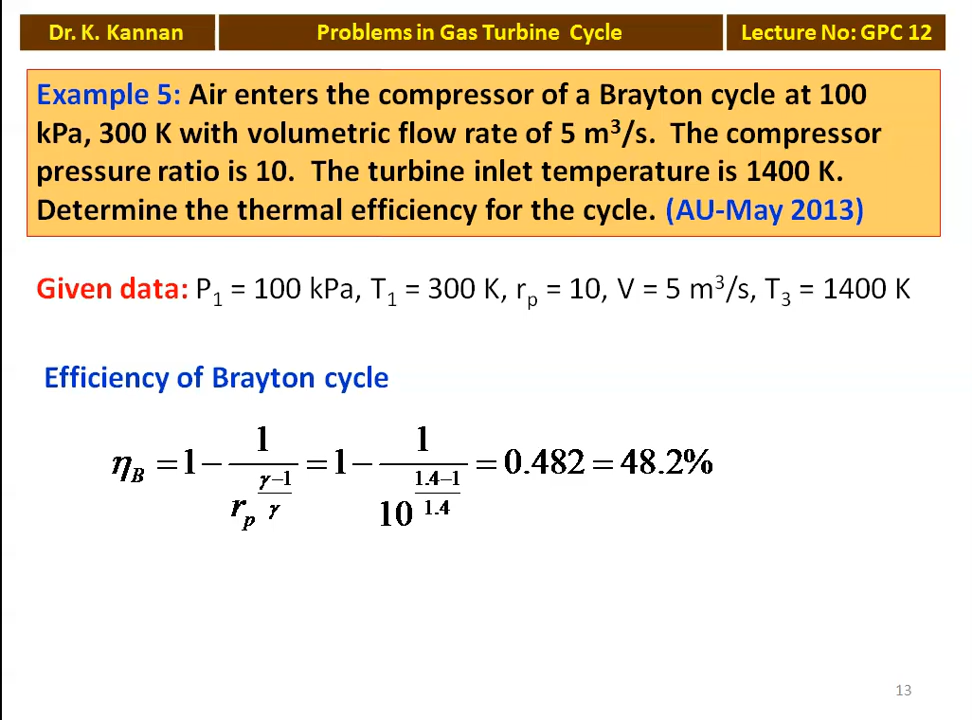 Dr. K. Kannan
Problems in Gas Turbine Cycle
Lecture No: GPC 12
Example 5: Air enters the compressor of a Brayton cycle at 100
kPa, 300 K with volumetric flow rate of 5 m³/s. The compressor
pressure ratio is 10. The turbine inlet temperature is 1400 K.
Determine the thermal efficiency for the cycle. (AU-May 2013)
Given data: P₁ = 100 kPa, T₁ = 300 K, rₚ = 10, V = 5 m³/s, T₃ = 1400 K
Efficiency of Brayton cycle
η_B = 1 − 1/(r_p^((γ−1)/γ)) = 1 − 1/(10^((1.4−1)/1.4)) = 0.482 = 48.2%
13